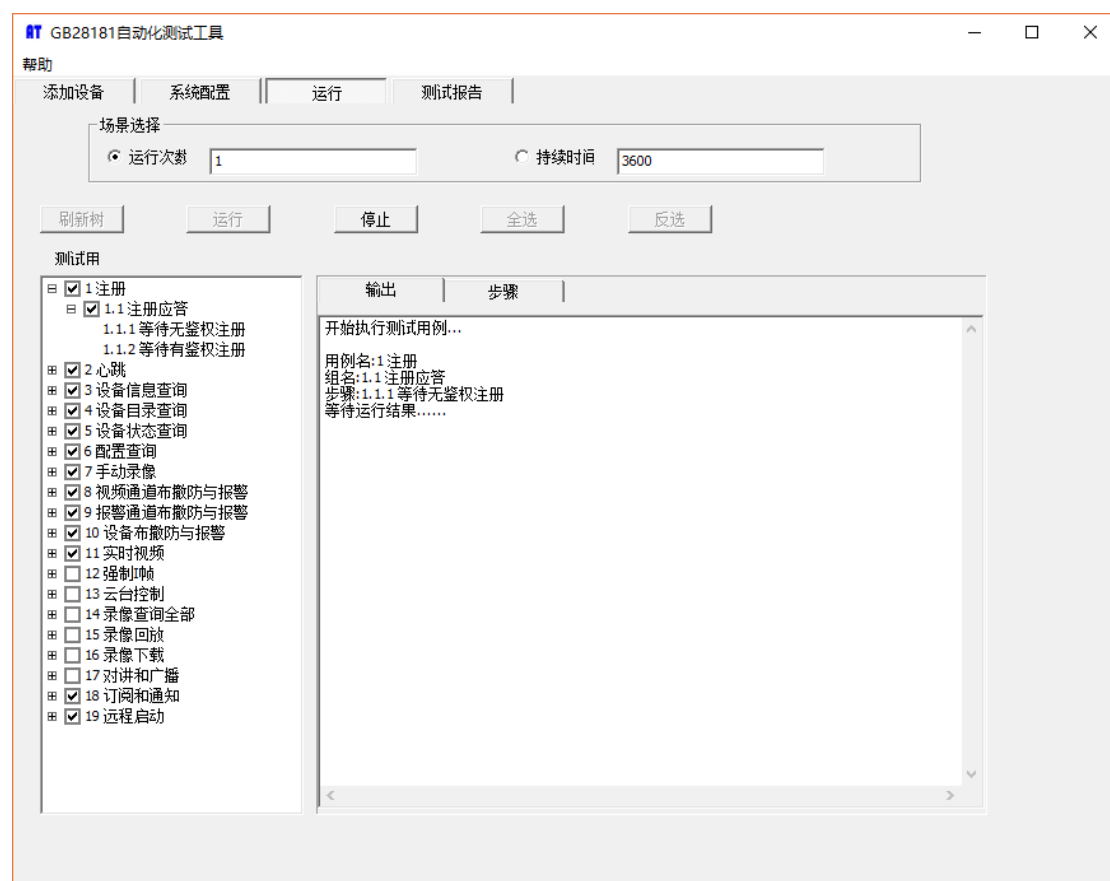 AT GB28181自动化测试工具
帮助
添加设备 系统配置 运行 测试报告
场景选择
运行次数 1 持续时间 3600
刷新树 运行 停止 全选 反选
测试用
1 注册
1.1 注册应答
1.1.1 等待无鉴权注册
1.1.2 等待有鉴权注册
2 心跳
3 设备信息查询
4 设备目录查询
5 设备状态查询
6 配置查询
7 手动录像
8 视频通道布撤防与报警
9 报警通道布撤防与报警
10 设备布撤防与报警
11 实时视频
12 强制I帧
13 云台控制
14 录像查询全部
15 录像回放
16 录像下载
17 对讲和广播
18 订阅和通知
19 远程启动
输出 步骤
开始执行测试用例...
用例名:1 注册
组名:1.1 注册应答
步骤:1.1.1 等待无鉴权注册
等待运行结果......